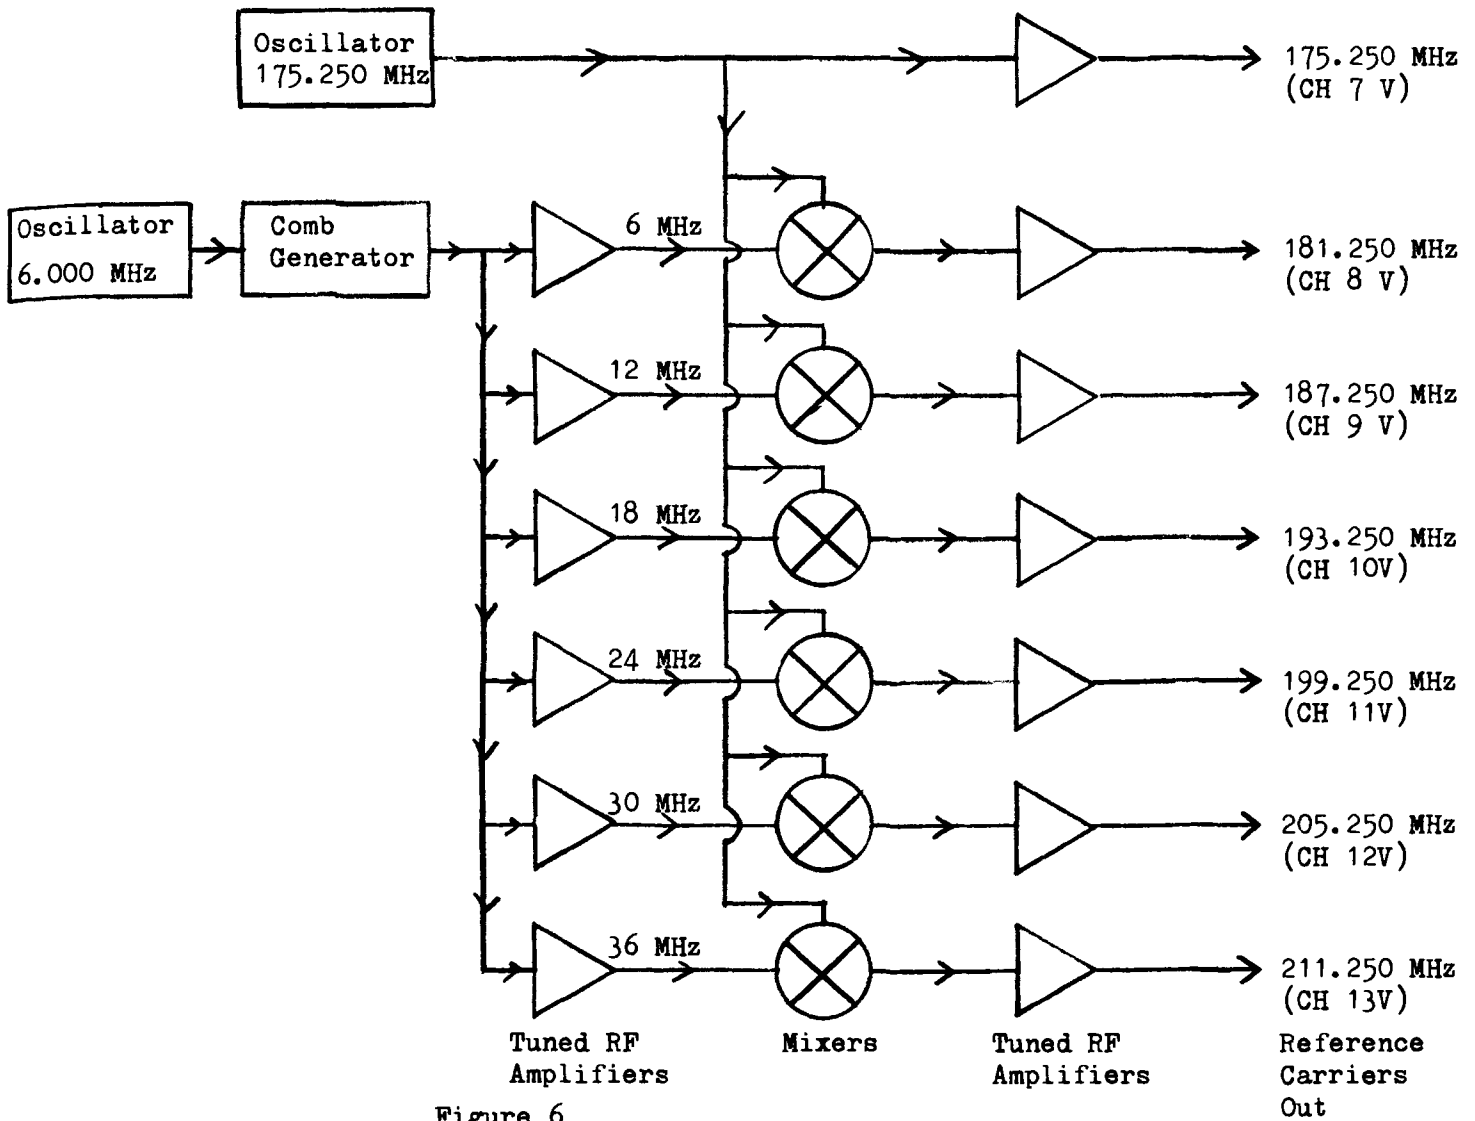 Oscillator
175.250 MHz
175.250 MHz
(CH 7 V)
Oscillator
6.000 MHz
Comb
Generator
6 MHz
181.250 MHz
(CH 8 V)
12 MHz
187.250 MHz
(CH 9 V)
18 MHz
193.250 MHz
(CH 10V)
24 MHz
199.250 MHz
(CH 11V)
30 MHz
205.250 MHz
(CH 12V)
36 MHz
211.250 MHz
(CH 13V)
Tuned RF
Amplifiers
Mixers
Tuned RF
Amplifiers
Reference
Carriers
Out
Figure 6